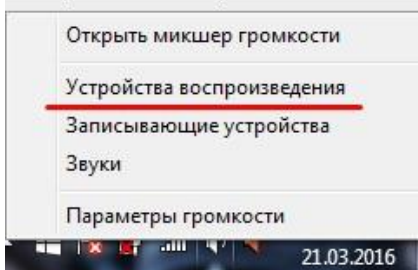 Открыть микшер громкости
Устройства воспроизведения
Записывающие устройства
Звуки
Параметры громкости
21.03.2016